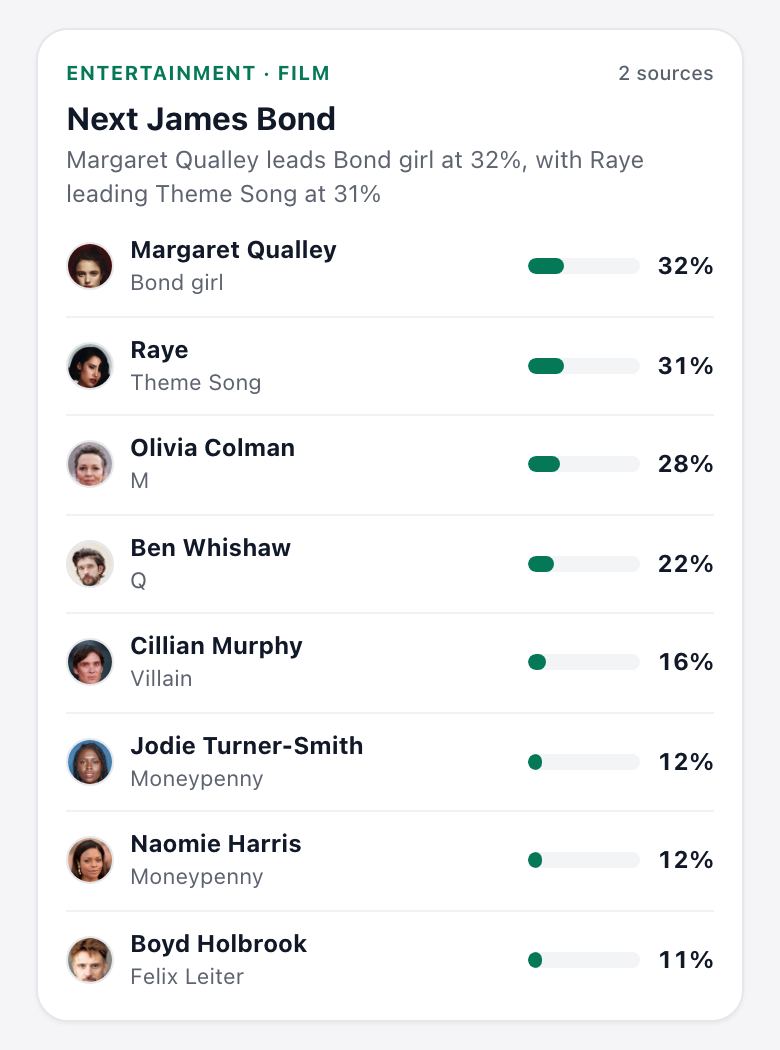 ENTERTAINMENT · FILM
2 sources
Next James Bond
Margaret Qualley leads Bond girl at 32%, with Raye
leading Theme Song at 31%
Margaret Qualley
Bond girl
32%
Raye
Theme Song
31%
Olivia Colman
M
28%
Ben Whishaw
Q
22%
Cillian Murphy
Villain
16%
Jodie Turner-Smith
Moneypenny
12%
Naomie Harris
Moneypenny
12%
Boyd Holbrook
Felix Leiter
11%